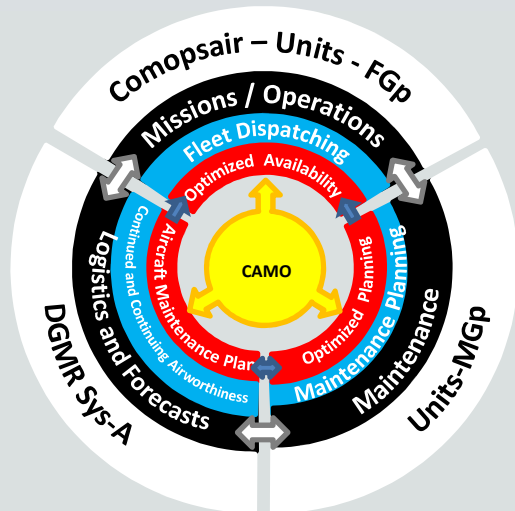 Comopsair – Units - FGp
Missions / Operations
Fleet Dispatching
Optimized Availability
CAMO
DGMR Sys-A
Logistics and Forecasts
Continued and Continuing Airworthiness
Aircraft Maintenance Plan
Optimized Planning
Maintenance Planning
Maintenance
Units-MGp